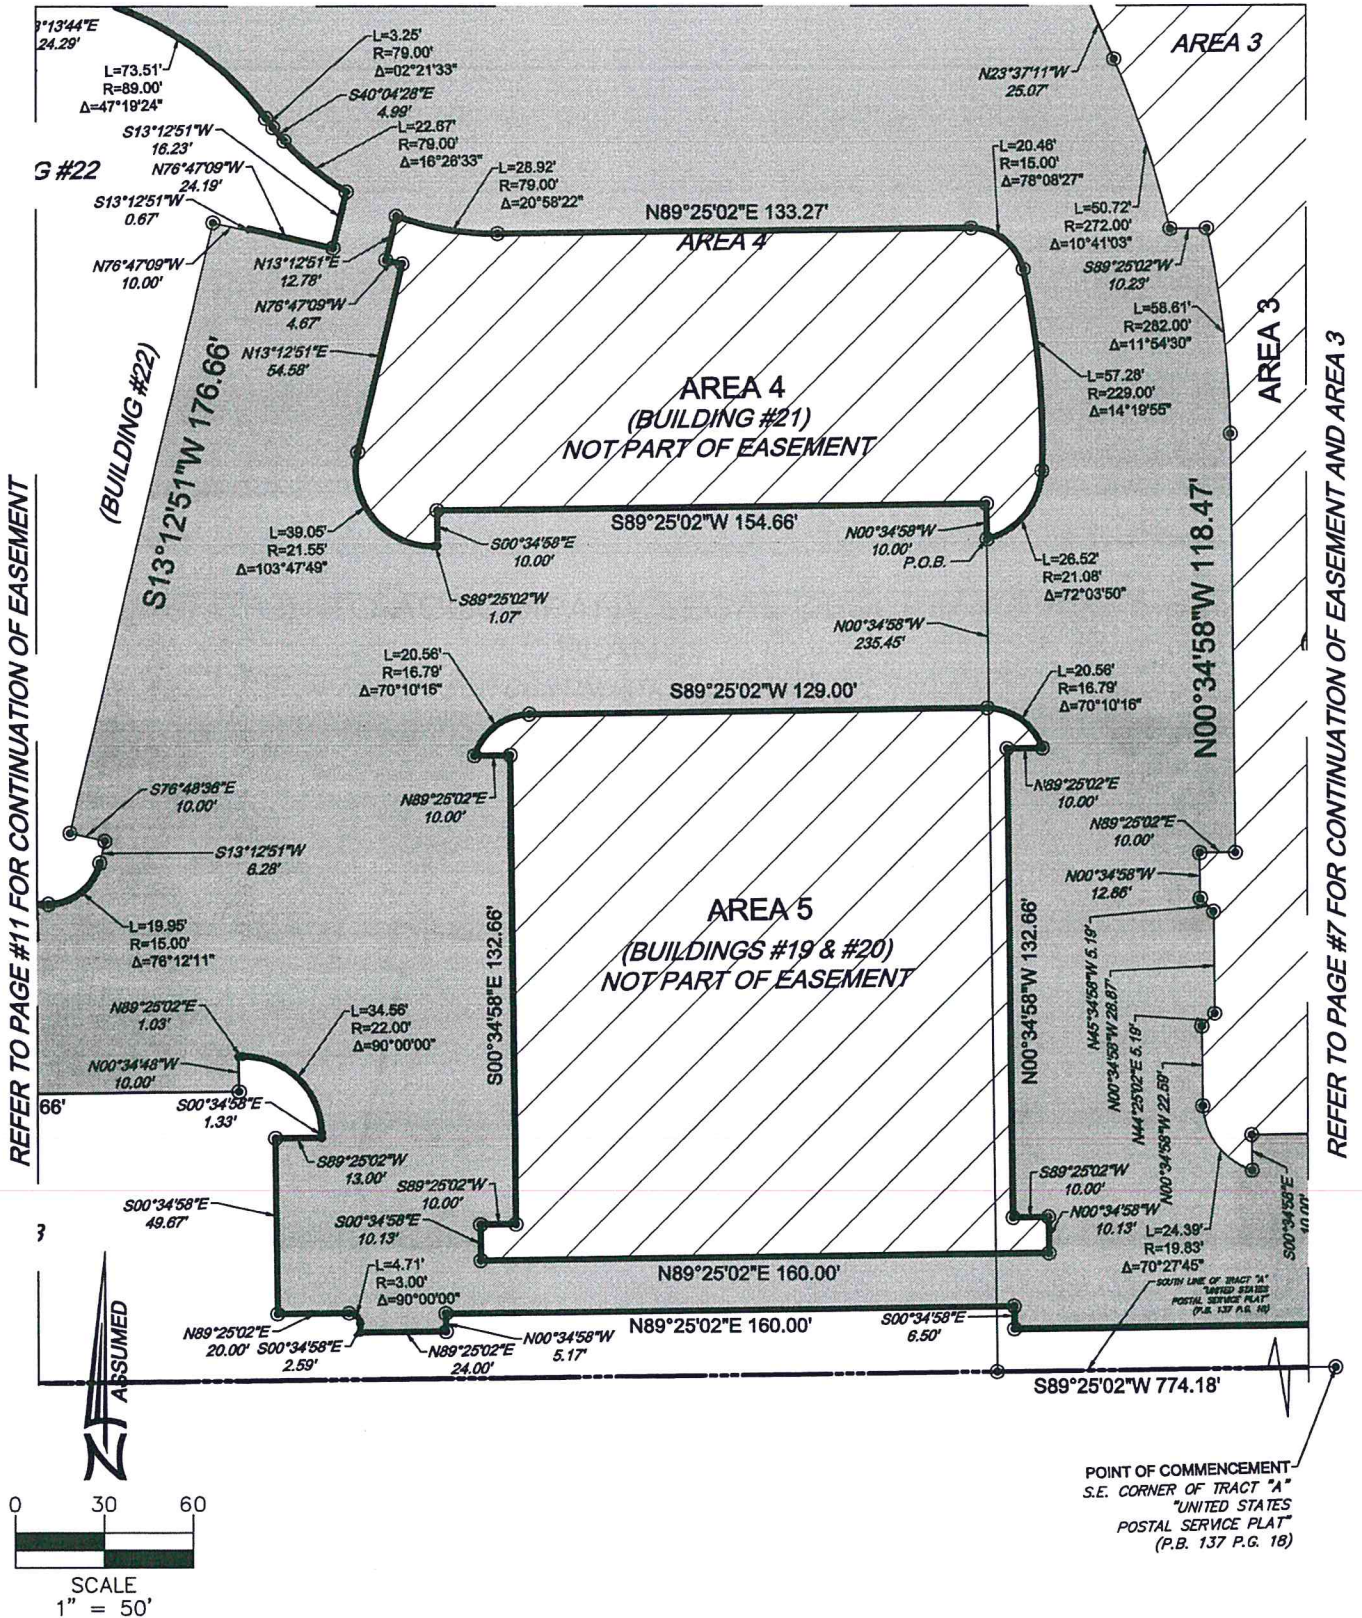 3°13'44"E
24.29'
L=73.51'
R=89.00'
Δ=47°19'24"
L=3.25'
R=79.00'
Δ=02°21'33"
S40°04'28"E
4.99'
L=22.67'
R=79.00'
Δ=16°26'33"
S13°12'51"W
16.23'
G #22
N76°47'09"W
24.19'
S13°12'51"W
0.67'
N76°47'09"W
10.00'
L=28.92'
R=79.00'
Δ=20°58'22"
N89°25'02"E 133.27'
AREA 4
L=20.46'
R=15.00'
Δ=78°08'27"
N23°37'11"W
25.07'
AREA 3
L=50.72'
R=272.00'
Δ=10°41'03"
S89°25'02"W
10.23'
L=58.61'
R=282.00'
Δ=11°54'30"
AREA 3
N13°12'51"E
12.78'
N76°47'09"W
4.67'
N13°12'51"E
54.58'
(BUILDING #22)
S13°12'51"W 176.66'
AREA 4
(BUILDING #21)
NOT PART OF EASEMENT
L=57.28'
R=229.00'
Δ=14°19'55"
L=39.05'
R=21.55'
Δ=103°47'49"
S00°34'58"E
10.00'
S89°25'02"W
1.07'
S89°25'02"W 154.66'
N00°34'58"W
10.00'
P.O.B.
L=26.52'
R=21.08'
Δ=72°03'50"
N00°34'58"W
235.45'
N00°34'58"W 118.47'
REFER TO PAGE #11 FOR CONTINUATION OF EASEMENT
REFER TO PAGE #7 FOR CONTINUATION OF EASEMENT AND AREA 3
L=20.56'
R=16.79'
Δ=70°10'16"
S89°25'02"W 129.00'
L=20.56'
R=16.79'
Δ=70°10'16"
N89°25'02"E
10.00'
N89°25'02"E
10.00'
S76°48'36"E
10.00'
S13°12'51"W
6.28'
L=19.95'
R=15.00'
Δ=76°12'11"
N89°25'02"E
10.00'
N00°34'58"W
12.86'
N45°34'58"W 5.19'
N00°34'58"W 28.87'
N44°25'02"E 5.19'
N00°34'58"W 22.59'
AREA 5
(BUILDINGS #19 & #20)
NOT PART OF EASEMENT
S00°34'58"E 132.66'
N00°34'58"W 132.66'
N89°25'02"E
1.03'
N00°34'48"W
10.00'
66'
S00°34'58"E
1.33'
L=34.56'
R=22.00'
Δ=90°00'00"
S89°25'02"W
13.00'
S00°34'58"E
49.67'
S89°25'02"W
10.00'
S00°34'58"E
10.13'
S89°25'02"W
10.00'
N00°34'58"W
10.13'
L=24.39'
R=19.83'
Δ=70°27'45"
S00°34'58"E
10.00'
L=4.71'
R=3.00'
Δ=90°00'00"
N89°25'02"E 160.00'
SOUTH LINE OF TRACT "A"
"UNITED STATES
POSTAL SERVICE PLAT"
(P.B. 137 P.G. 18)
N89°25'02"E
20.00'
S00°34'58"E
2.59'
N89°25'02"E
24.00'
N00°34'58"W
5.17'
N89°25'02"E 160.00'
S00°34'58"E
6.50'
S89°25'02"W 774.18'
ASSUMED
N
POINT OF COMMENCEMENT
S.E. CORNER OF TRACT "A"
"UNITED STATES
POSTAL SERVICE PLAT"
(P.B. 137 P.G. 18)
0 30 60
SCALE
1" = 50'